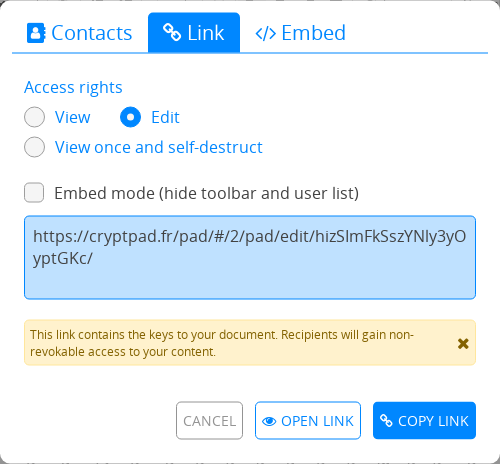 Contacts Link </> Embed
Access rights
View Edit
View once and self-destruct
Embed mode (hide toolbar and user list)
https://cryptpad.fr/pad/#/2/pad/edit/hizSImFkSszYNly3yO
yptGKc/
This link contains the keys to your document. Recipients will gain non-
revokable access to your content.
CANCEL OPEN LINK COPY LINK